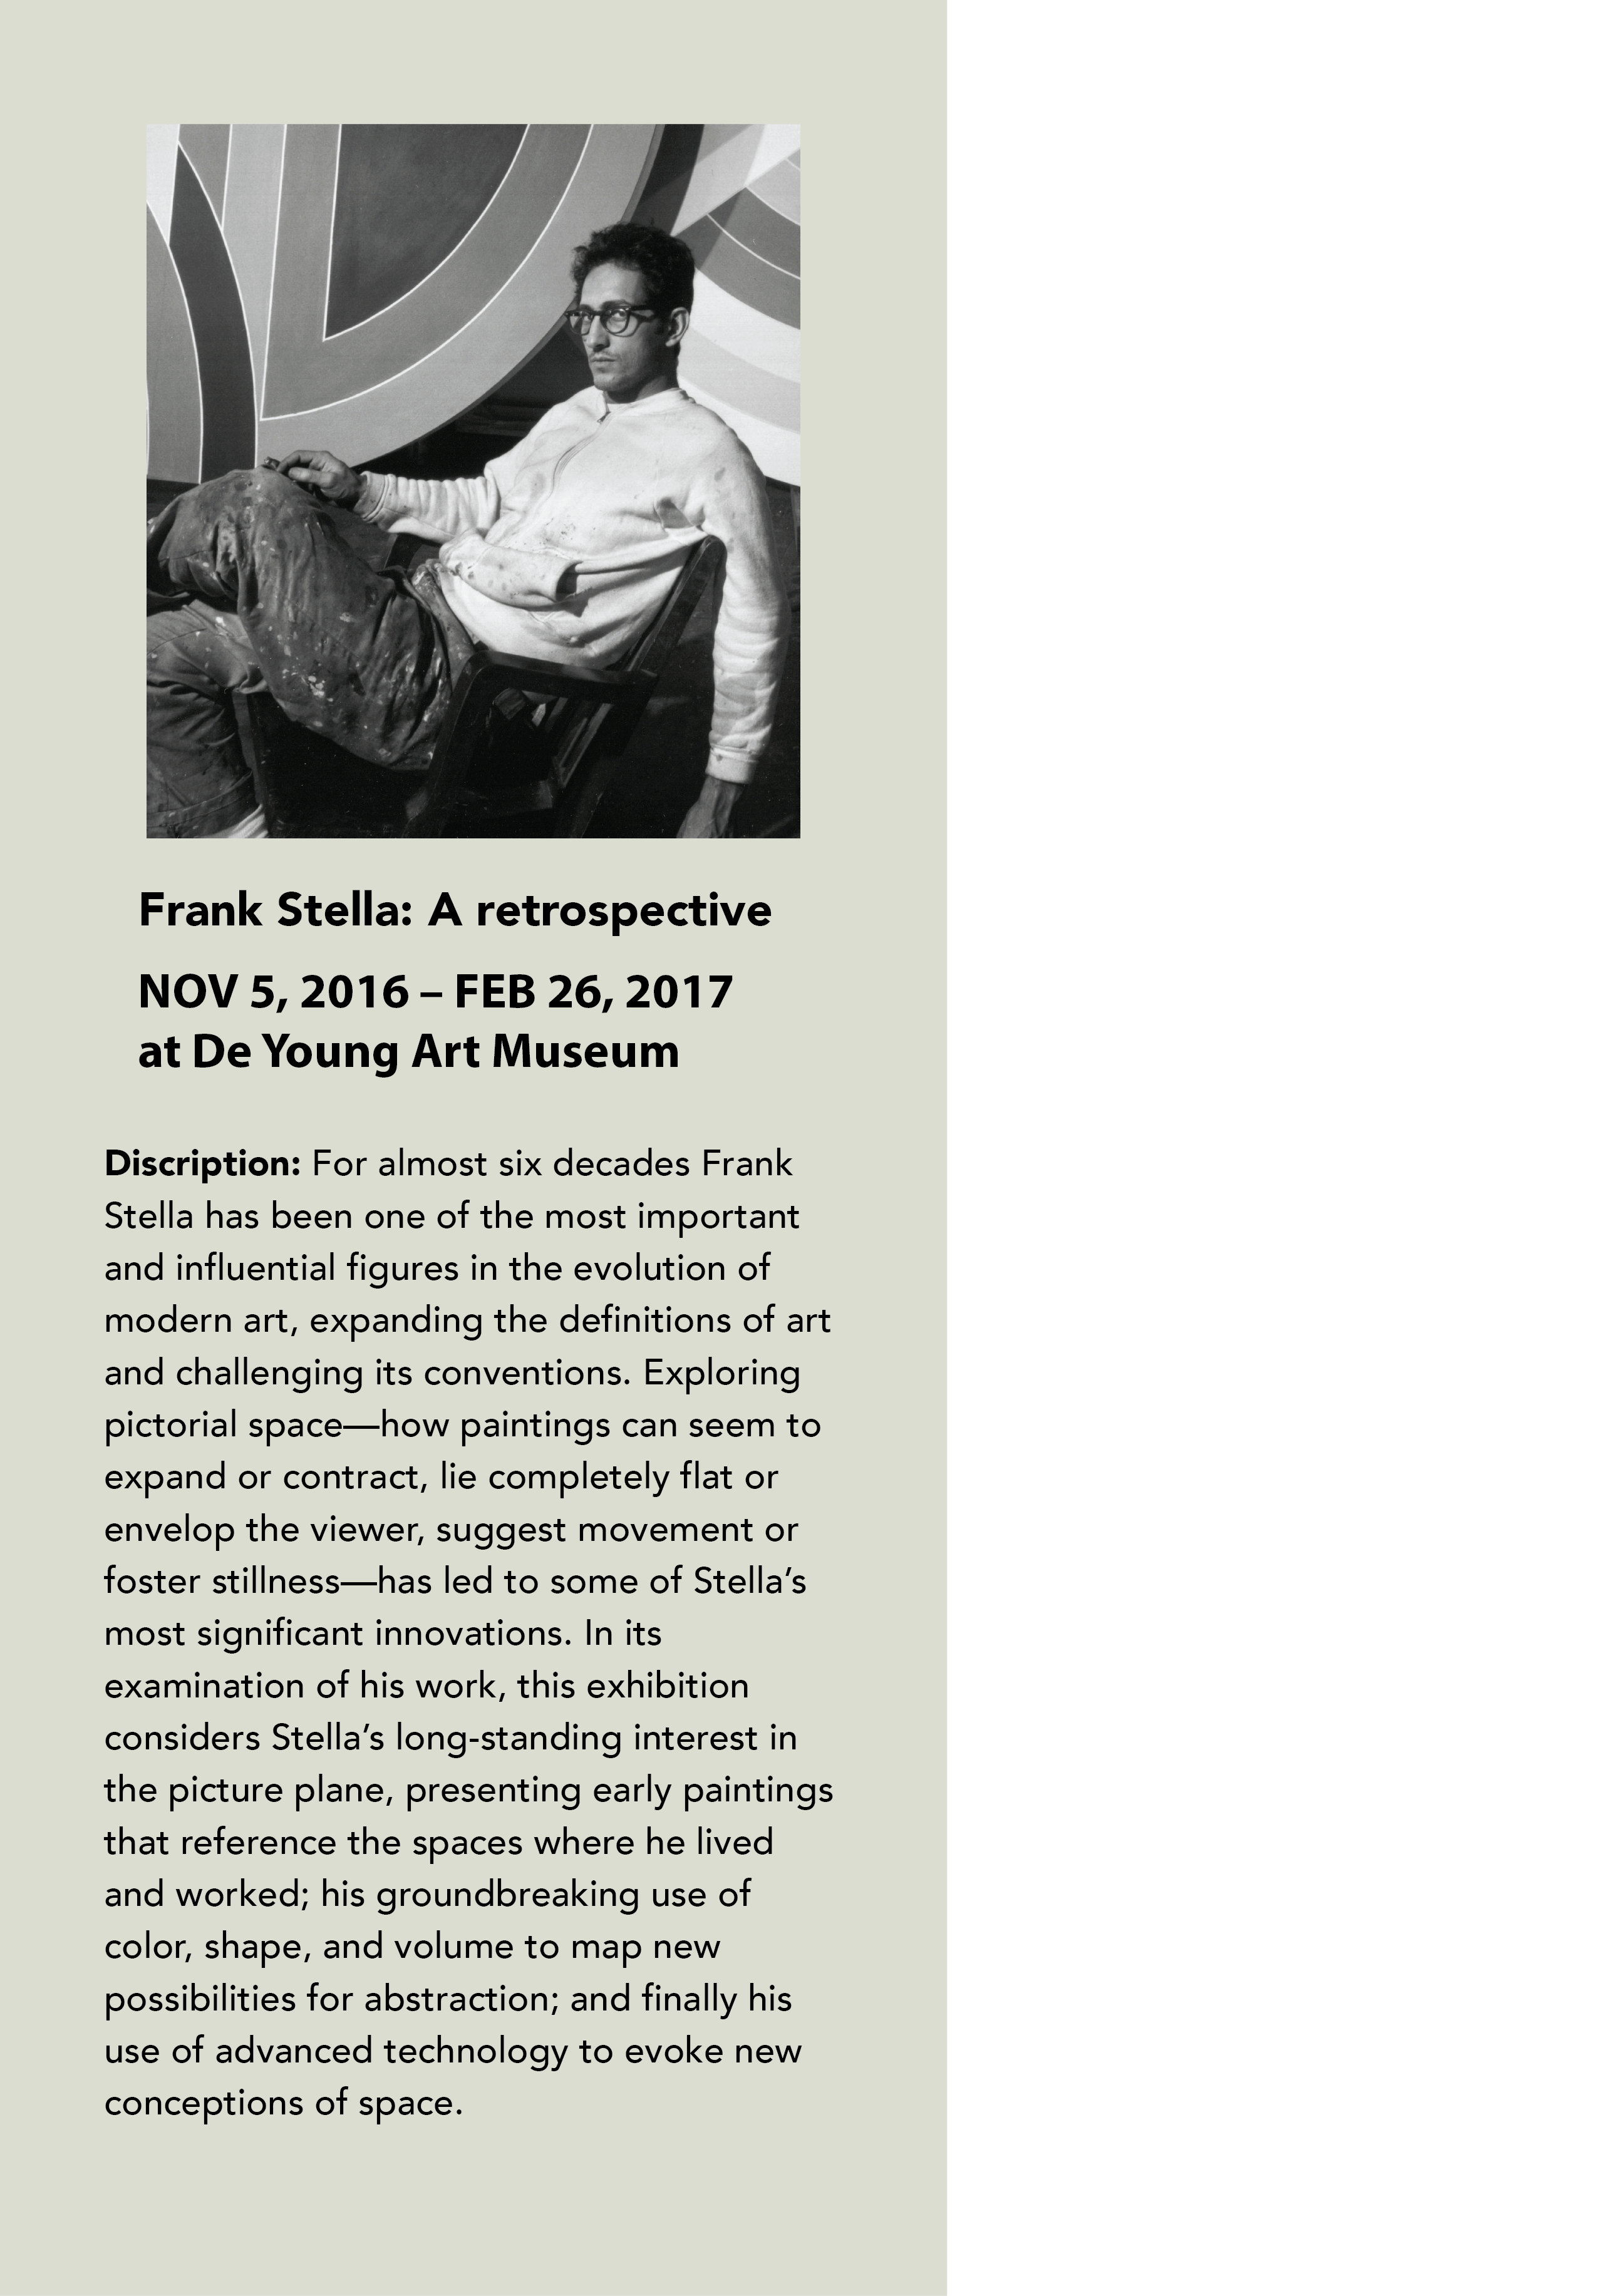 Frank Stella: A retrospective
NOV 5, 2016 – FEB 26, 2017
at De Young Art Museum
Discription: For almost six decades Frank
Stella has been one of the most important
and influential figures in the evolution of
modern art, expanding the definitions of art
and challenging its conventions. Exploring
pictorial space—how paintings can seem to
expand or contract, lie completely flat or
envelop the viewer, suggest movement or
foster stillness—has led to some of Stella’s
most significant innovations. In its
examination of his work, this exhibition
considers Stella’s long-standing interest in
the picture plane, presenting early paintings
that reference the spaces where he lived
and worked; his groundbreaking use of
color, shape, and volume to map new
possibilities for abstraction; and finally his
use of advanced technology to evoke new
conceptions of space.